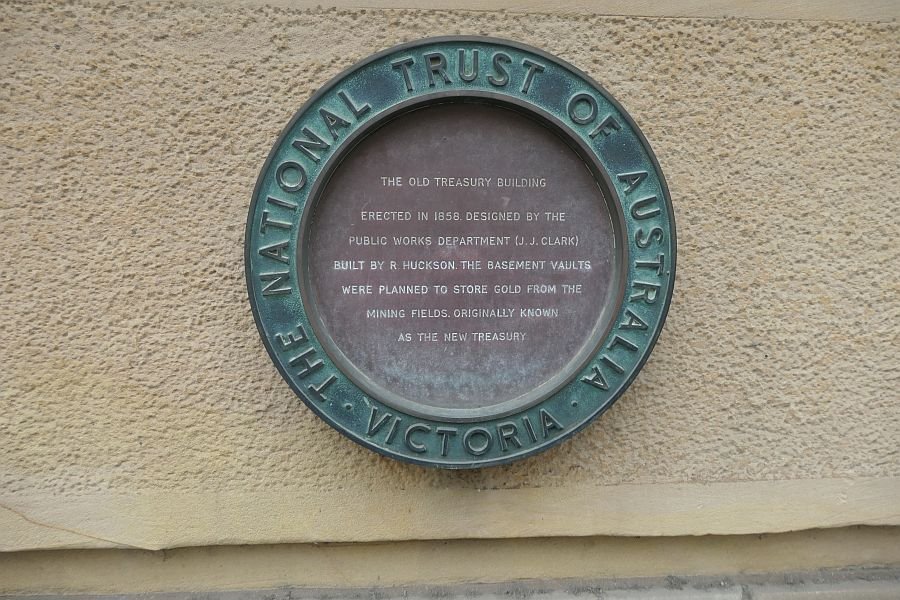 THE NATIONAL TRUST OF AUSTRALIA
· VICTORIA ·
THE OLD TREASURY BUILDING
ERECTED IN 1858. DESIGNED BY THE
PUBLIC WORKS DEPARTMENT (J. J. CLARK)
BUILT BY R. HUCKSON. THE BASEMENT VAULTS
WERE PLANNED TO STORE GOLD FROM THE
MINING FIELDS. ORIGINALLY KNOWN
AS THE NEW TREASURY